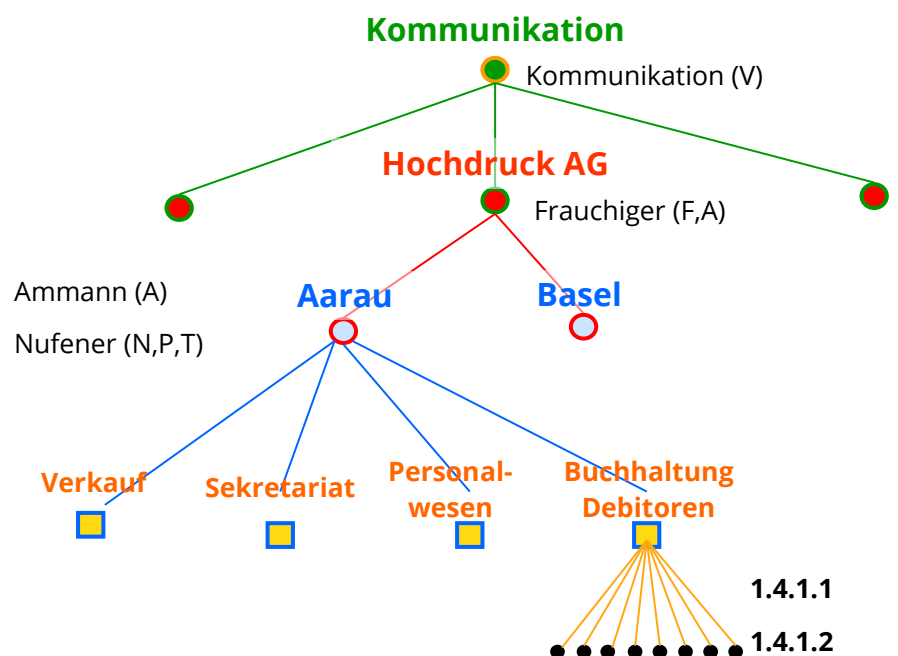 Kommunikation
Kommunikation (V)
Hochdruck AG
Frauchiger (F,A)
Ammann (A)
Aarau
Basel
Nufener (N,P,T)
Verkauf
Sekretariat
Personal-
wesen
Buchhaltung
Debitoren
1.4.1.1
1.4.1.2